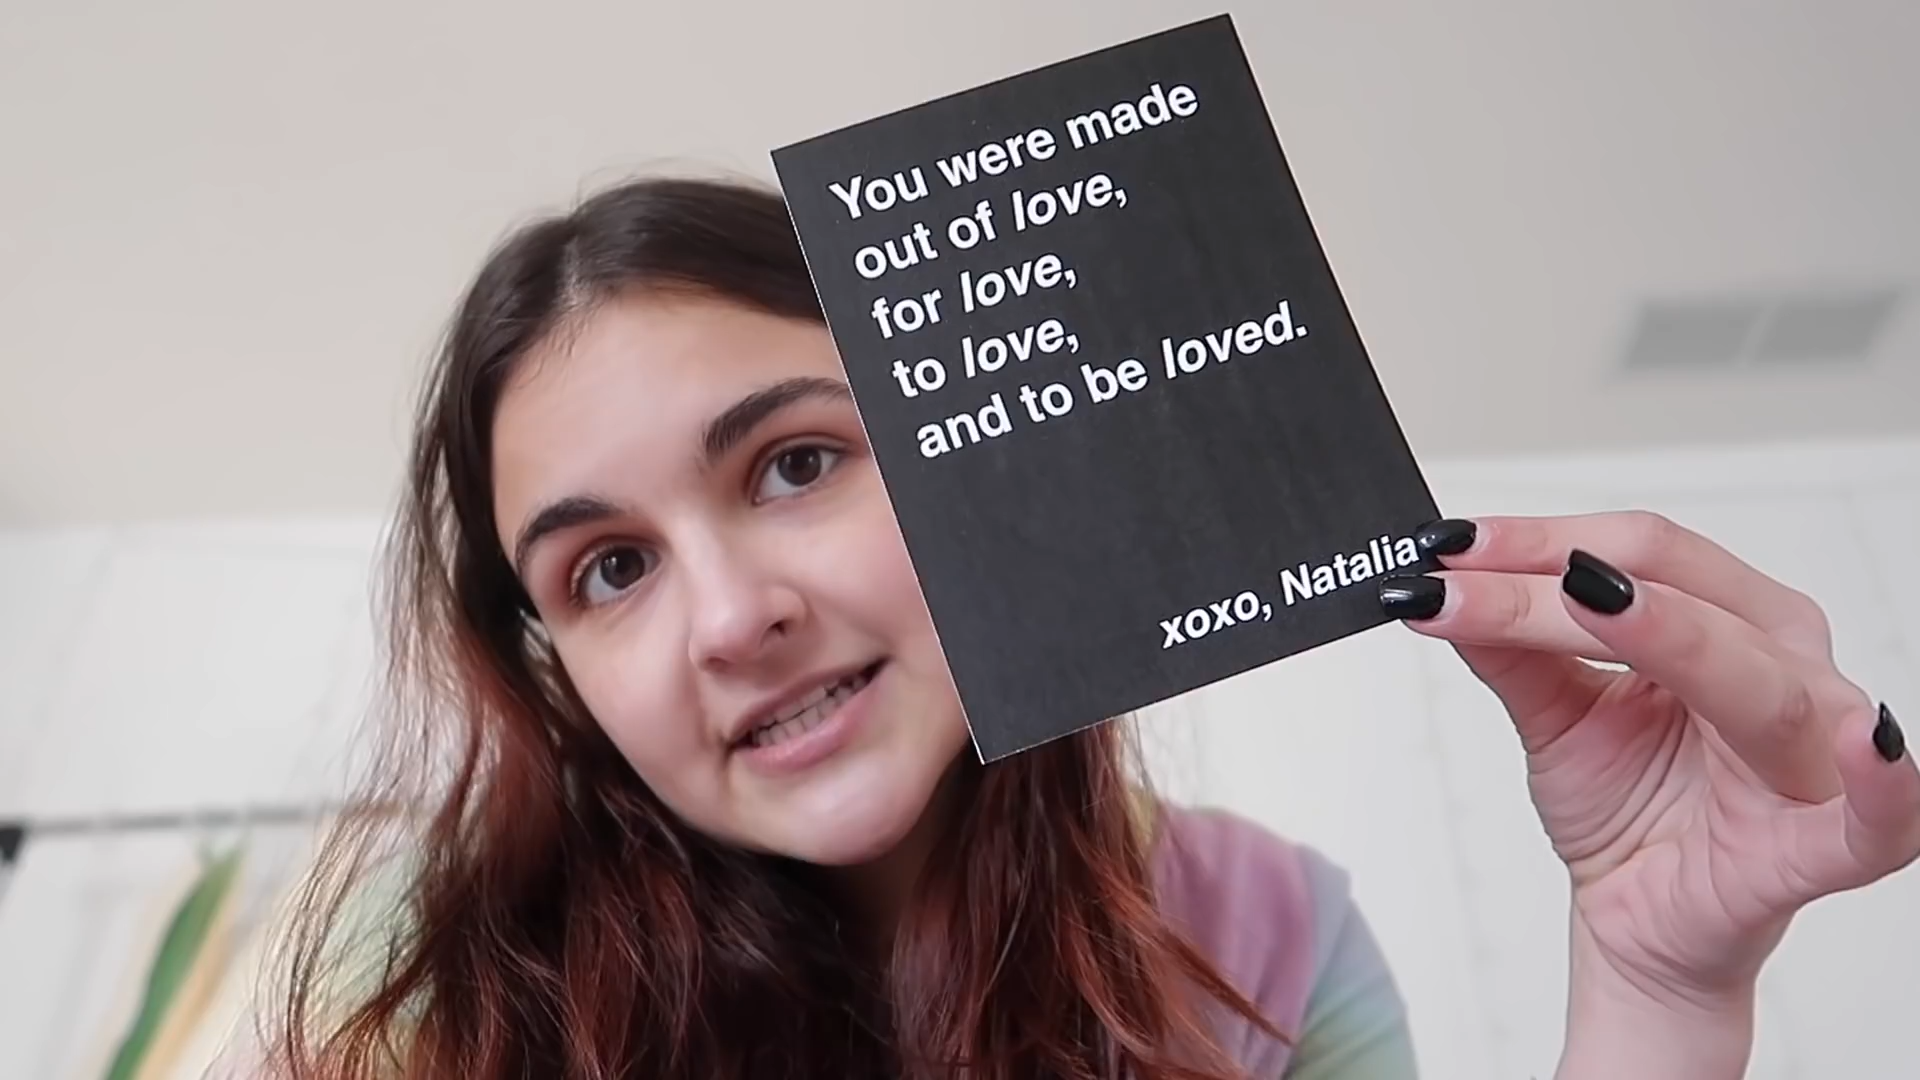 You were made
out of love,
for love,
to love,
and to be loved.
xoxo, Natalia